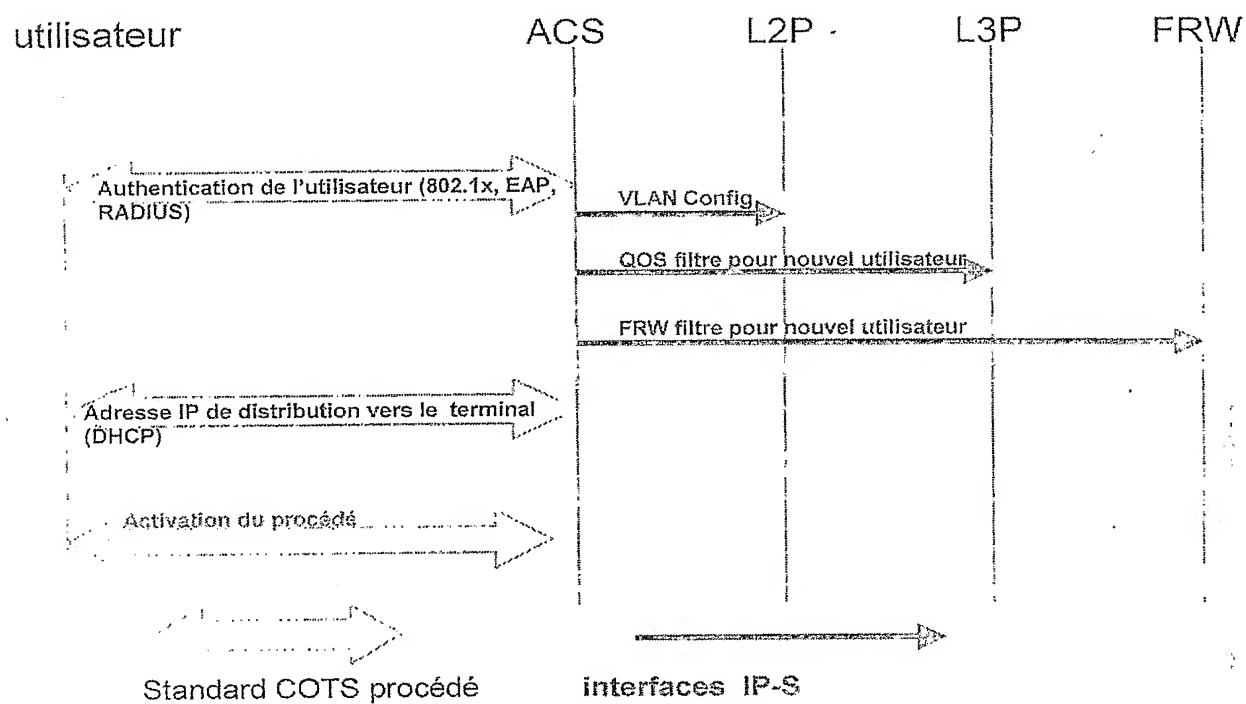 utilisateur ACS L2P L3P FRW
Authentication de l'utilisateur (802.1x, EAP,
RADIUS)
VLAN Config
QOS filtre pour nouvel utilisateur
FRW filtre pour nouvel utilisateur
Adresse IP de distribution vers le terminal
(DHCP)
Activation du procédé
Standard COTS procédé
interfaces IP-S